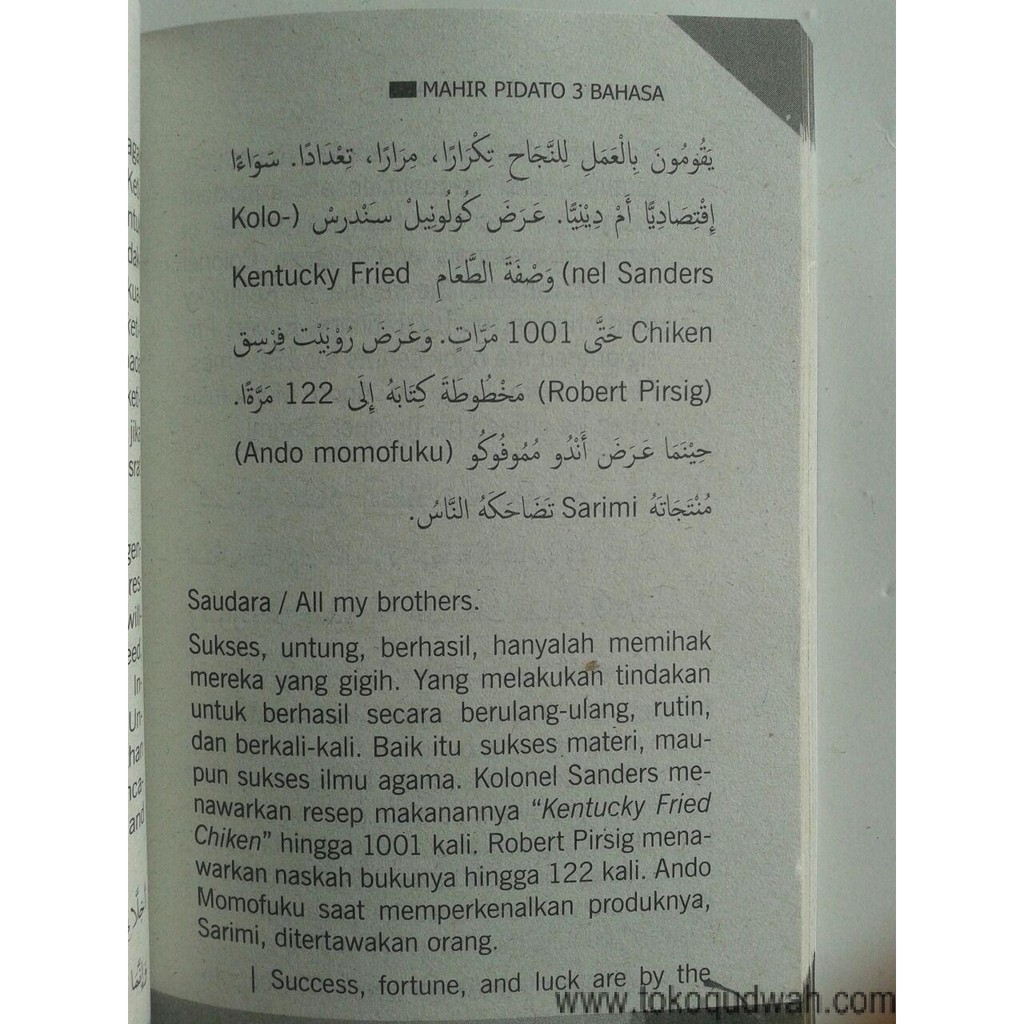 MAHIR PIDATO 3 BAHASA
يَقُومُونَ بِالْعَمَلِ لِلنَّجَاحِ تِكْرَارًا، مِرَارًا، تِعْدَادًا. سَوَاءًا
إِقْتِصَادِيًّا أَمْ دِيْنِيًّا. عَرَضَ كُولُونِيلْ سَنْدرسْ (Kolo-
nel Sanders) وَصْفَةَ الطَّعَامِ Kentucky Fried
Chiken حَتَّى 1001 مَرَّاتٍ. وَعَرَضَ رُوْبِيْت فِرْسِق
(Robert Pirsig) مَخْطُوطَةَ كِتَابَهُ إِلَى 122 مَرَّةًا.
حِيْنَمَا عَرَضَ أَنْدُو مُمُوفُوكُو (Ando momofuku)
مُنْتِجَاتَهُ Sarimi تَضَاحَكَهُ النَّاسُ.
Saudara / All my brothers.
Sukses, untung, berhasil, hanyalah memihak
mereka yang gigih. Yang melakukan tindakan
untuk berhasil secara berulang-ulang, rutin,
dan berkali-kali. Baik itu sukses materi, mau-
pun sukses ilmu agama. Kolonel Sanders me-
nawarkan resep makanannya “Kentucky Fried
Chiken” hingga 1001 kali. Robert Pirsig mena-
warkan naskah bukunya hingga 122 kali. Ando
Momofuku saat memperkenalkan produknya,
Sarimi, ditertawakan orang.
| Success, fortune, and luck are by the
www.tokoqudwah.com